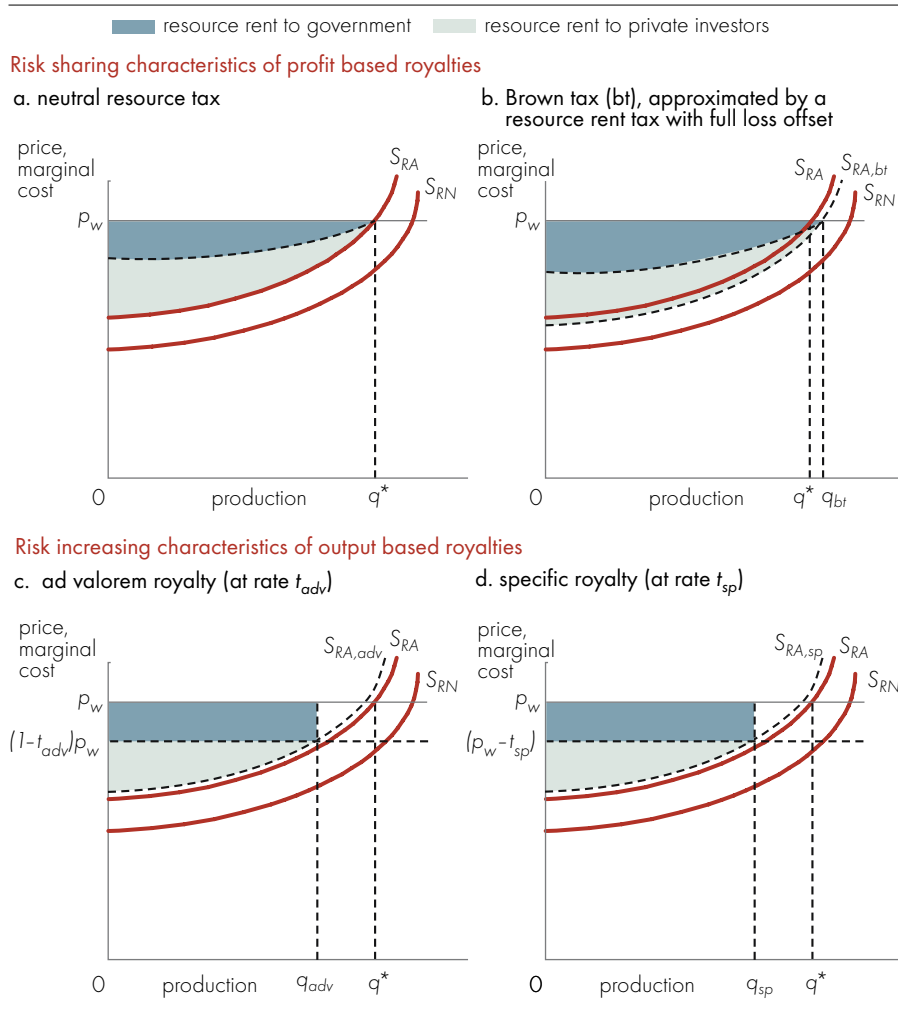 resource rent to government resource rent to private investors
Risk sharing characteristics of profit based royalties
a. neutral resource tax
price,
marginal
cost
S_RA
S_RN
p_w
0 production q*
b. Brown tax (bt), approximated by a
resource rent tax with full loss offset
price,
marginal
cost
S_RA S_RA,bt
S_RN
p_w
0 production q* q_bt
Risk increasing characteristics of output based royalties
c. ad valorem royalty (at rate t_adv)
price,
marginal
cost
S_RA,adv S_RA
S_RN
p_w
(1-t_adv)p_w
0 production q_adv q*
d. specific royalty (at rate t_sp)
price,
marginal
cost
S_RA,sp S_RA
S_RN
p_w
(p_w-t_sp)
0 production q_sp q*